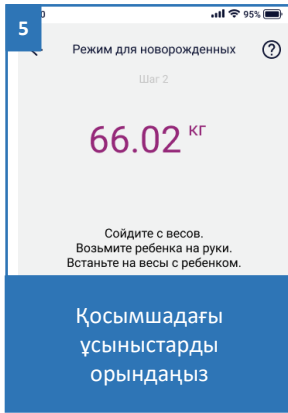 5
95%
Режим для новорожденных
?
Шаг 2
66.02 кг
Сойдите с весов.
Возьмите ребенка на руки.
Встаньте на весы с ребенком.
Қосымшадағы
ұсыныстарды
орындаңыз